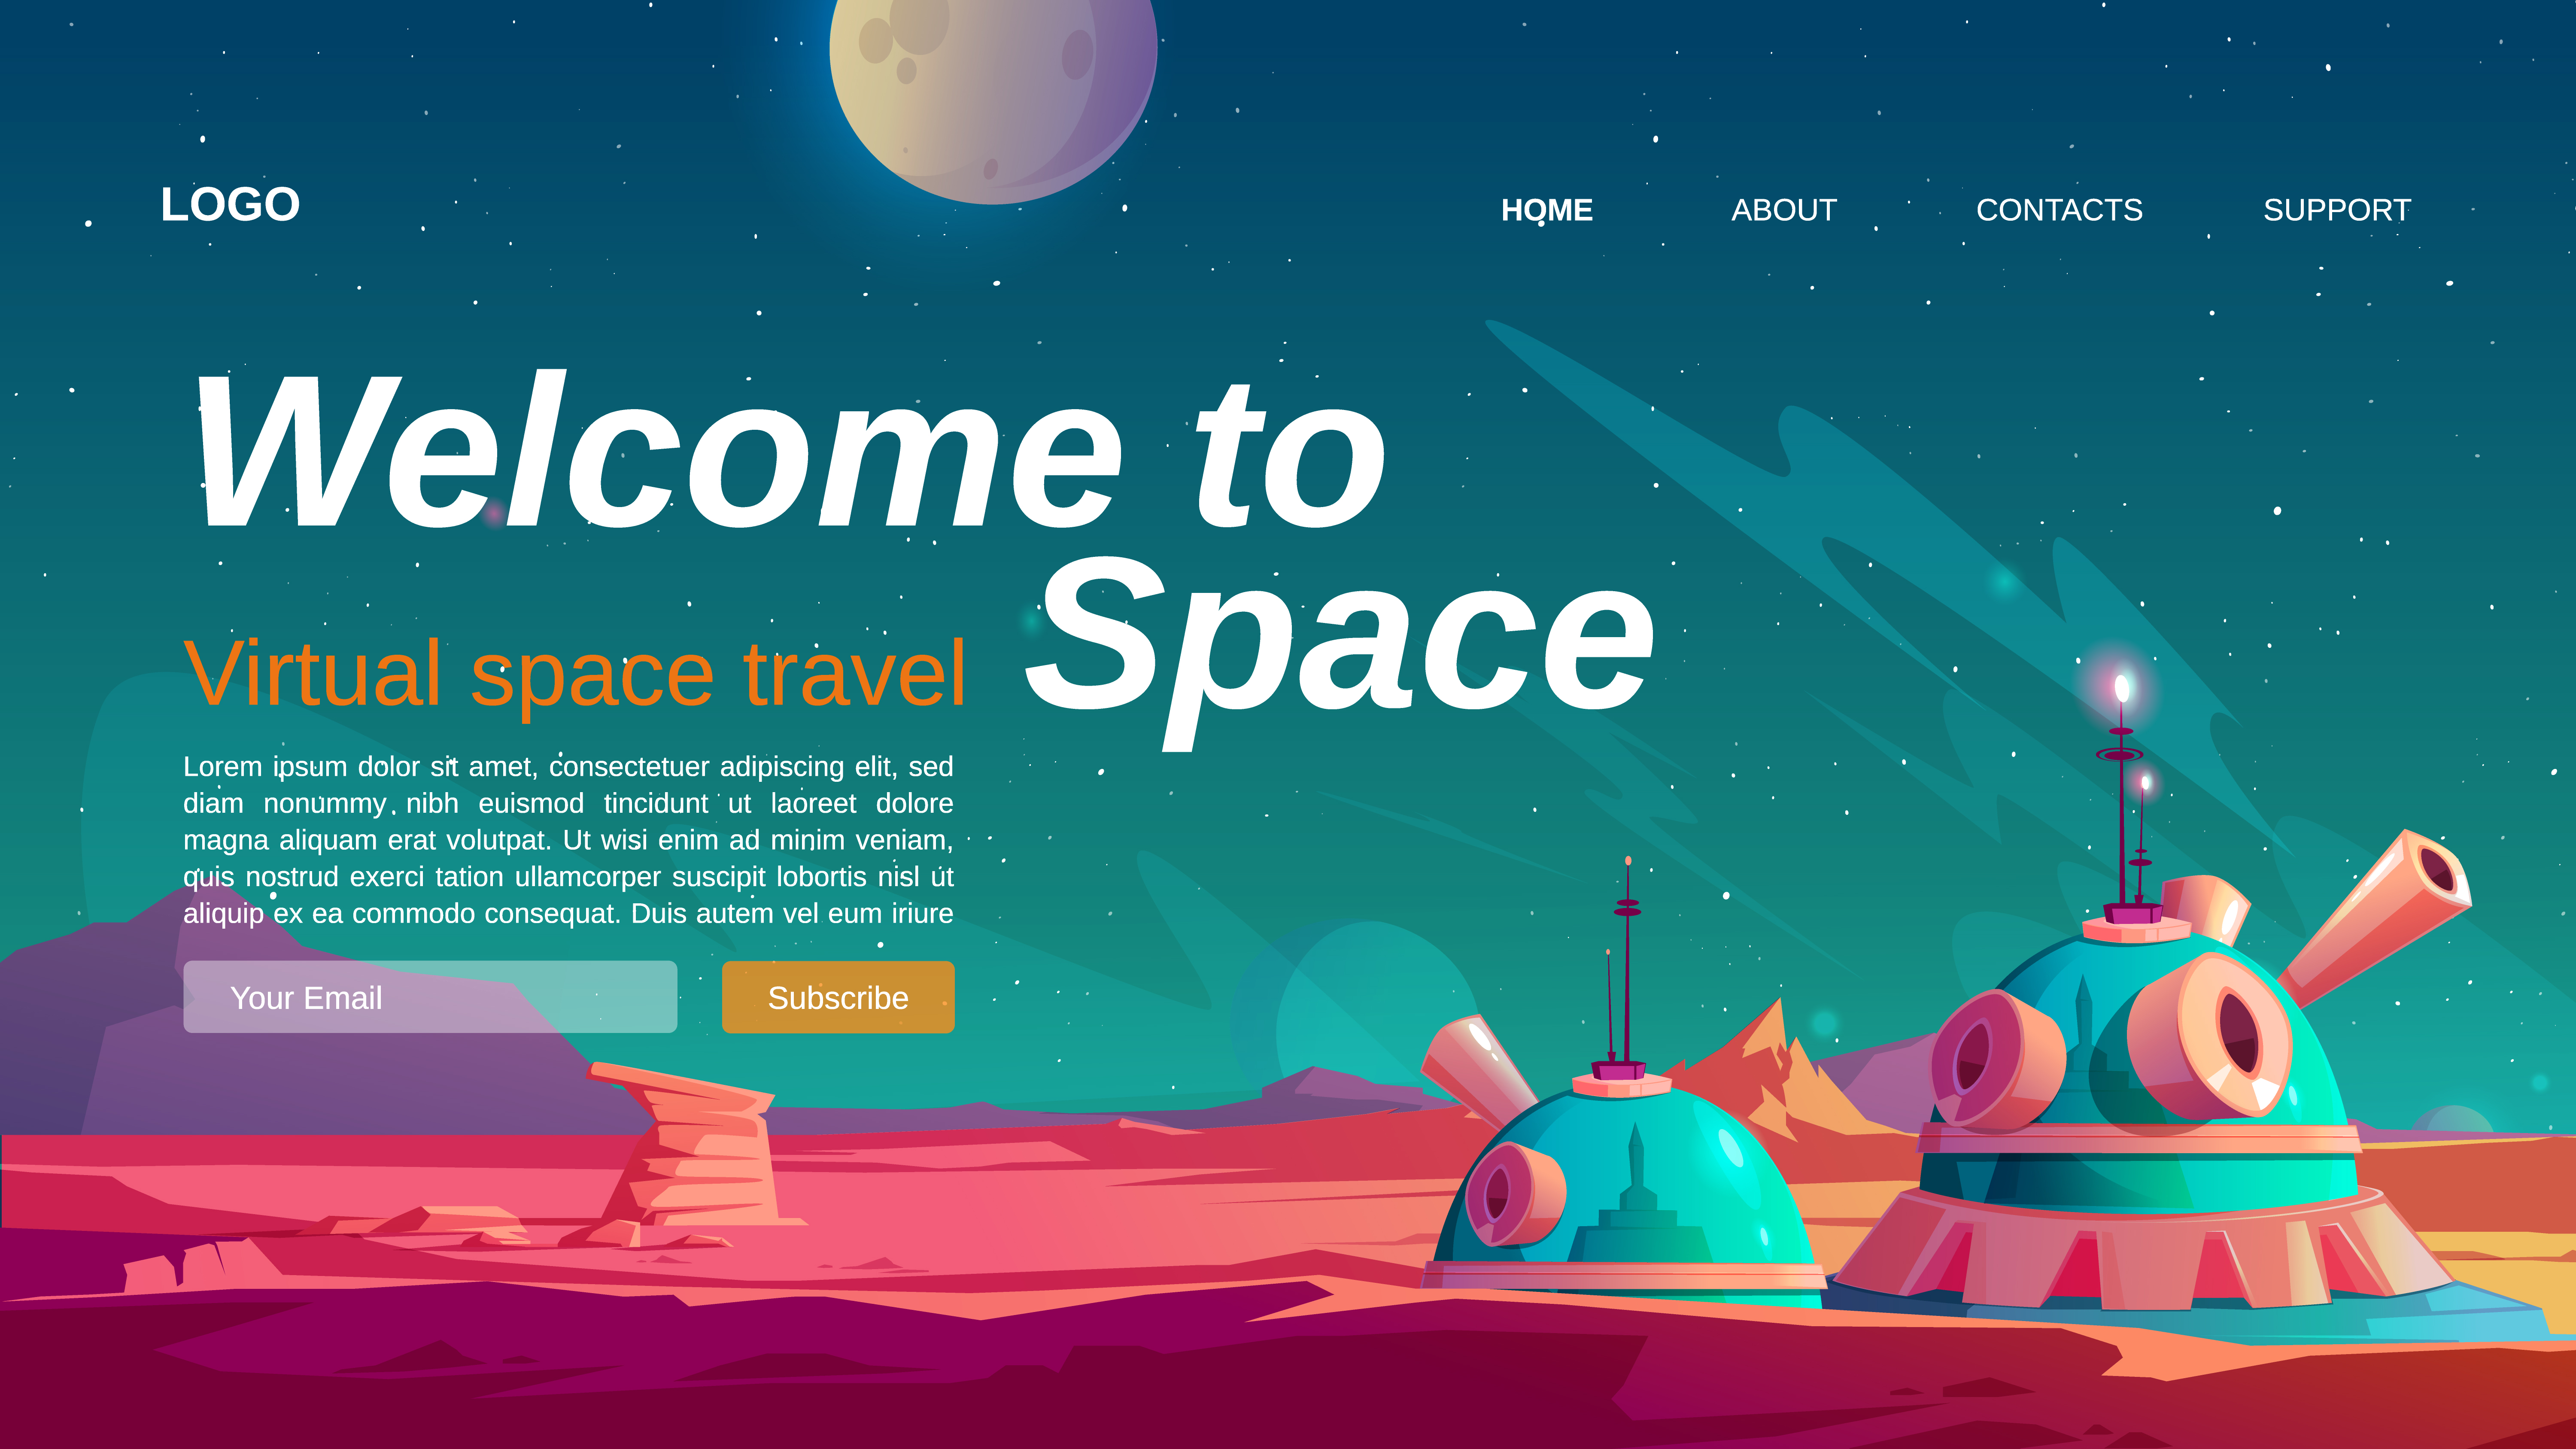 LOGO
HOME ABOUT CONTACTS SUPPORT
Welcome to
Space
Virtual space travel
Lorem ipsum dolor sit amet, consectetuer adipiscing elit, sed
diam nonummy nibh euismod tincidunt ut laoreet dolore
magna aliquam erat volutpat. Ut wisi enim ad minim veniam,
quis nostrud exerci tation ullamcorper suscipit lobortis nisl ut
aliquip ex ea commodo consequat. Duis autem vel eum iriure
Your Email
Subscribe